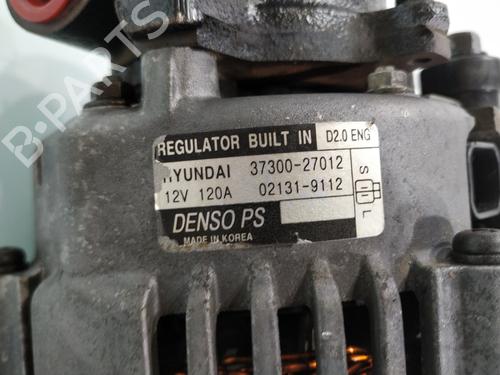 B-PARTS
REGULATOR BUILT IN D2.0 ENG
HYUNDAI 37300-27012
12V 120A 02131-9112
S L
DENSO PS
MADE IN KOREA